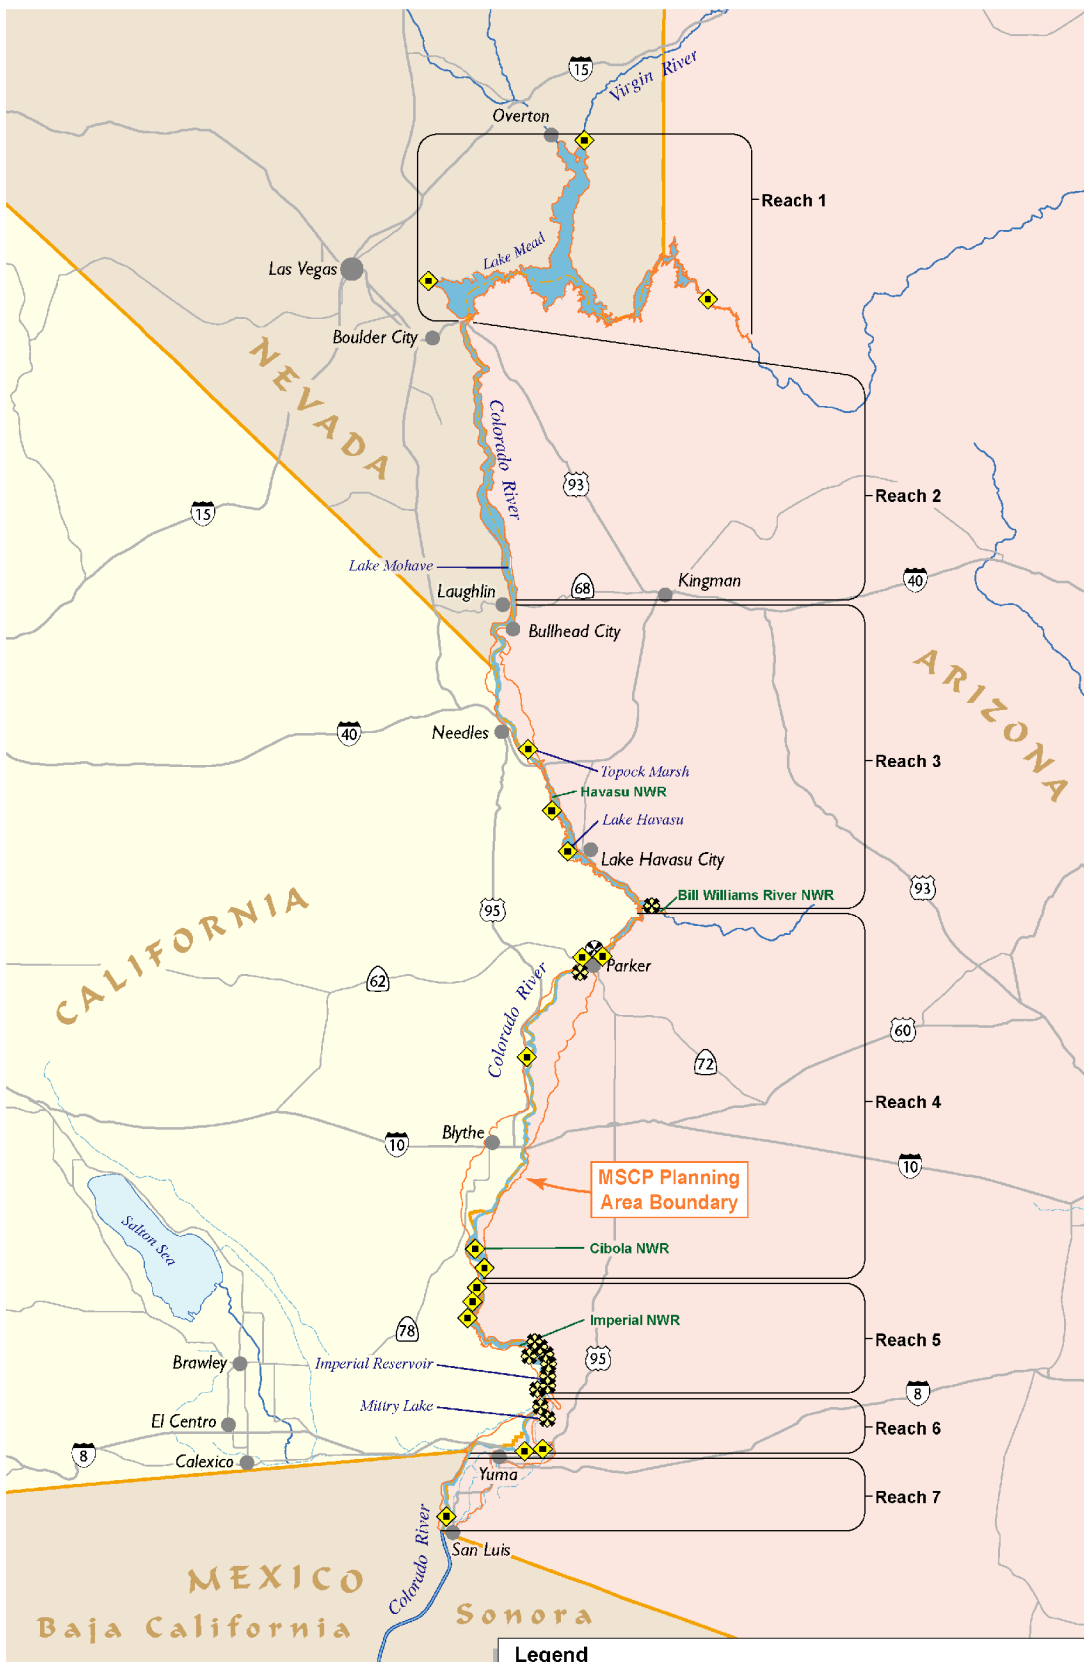 15
Virgin River
Overton
Reach 1
Lake Mead
Las Vegas
Boulder City
NEVADA
Colorado River
93
Reach 2
15
Lake Mohave
Laughlin
68
Kingman
40
Bullhead City
ARIZONA
Needles
40
Topock Marsh
Reach 3
Havasu NWR
Lake Havasu
Lake Havasu City
93
Bill Williams River NWR
95
CALIFORNIA
62
Parker
Colorado River
60
72
Reach 4
Blythe
10
10
MSCP Planning
Area Boundary
Salton Sea
Cibola NWR
Imperial NWR
78
Reach 5
95
Brawley
Imperial Reservoir
8
Mittry Lake
El Centro
Reach 6
8
Calexico
Yuma
Reach 7
San Luis
Colorado River
MEXICO
Baja California
Sonora
Legend